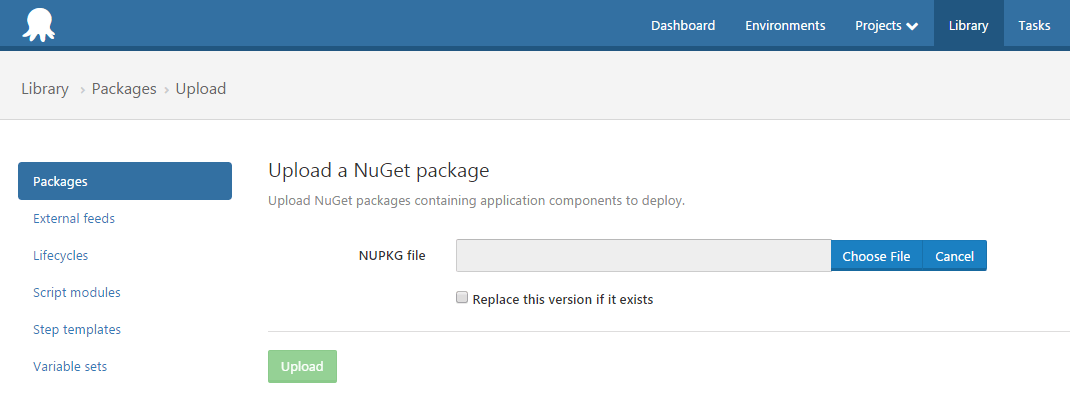 Dashboard Environments Projects Library Tasks
Library › Packages › Upload
Packages
External feeds
Lifecycles
Script modules
Step templates
Variable sets
Upload a NuGet package
Upload NuGet packages containing application components to deploy.
NUPKG file Choose File Cancel
Replace this version if it exists
Upload